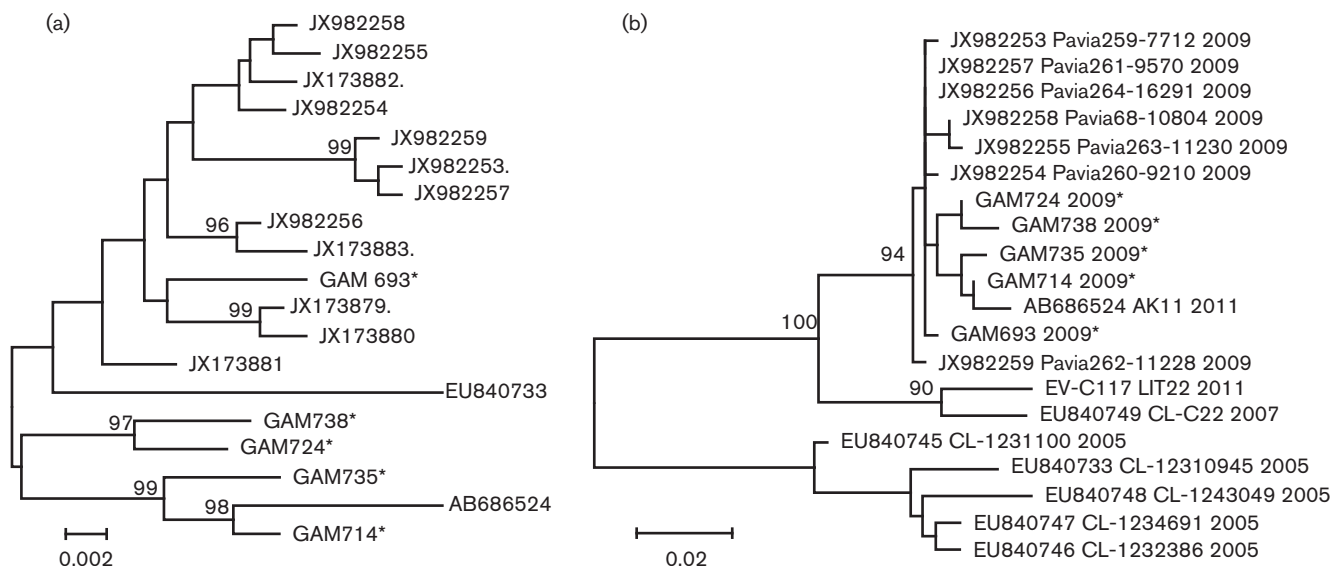 (a)
JX982258
JX982255
JX173882.
JX982254
JX982259
99
JX982253.
JX982257
JX982256
96
JX173883.
GAM 693*
JX173879.
99
JX173880
JX173881
EU840733
GAM738*
97
GAM724*
GAM735*
99
AB686524
98
GAM714*
0.002
(b)
JX982253 Pavia259-7712 2009
JX982257 Pavia261-9570 2009
JX982256 Pavia264-16291 2009
JX982258 Pavia68-10804 2009
JX982255 Pavia263-11230 2009
JX982254 Pavia260-9210 2009
GAM724 2009*
GAM738 2009*
94
GAM735 2009*
GAM714 2009*
AB686524 AK11 2011
100
GAM693 2009*
JX982259 Pavia262-11228 2009
90
EV-C117 LIT22 2011
EU840749 CL-C22 2007
EU840745 CL-1231100 2005
EU840733 CL-12310945 2005
EU840748 CL-1243049 2005
EU840747 CL-1234691 2005
EU840746 CL-1232386 2005
0.02